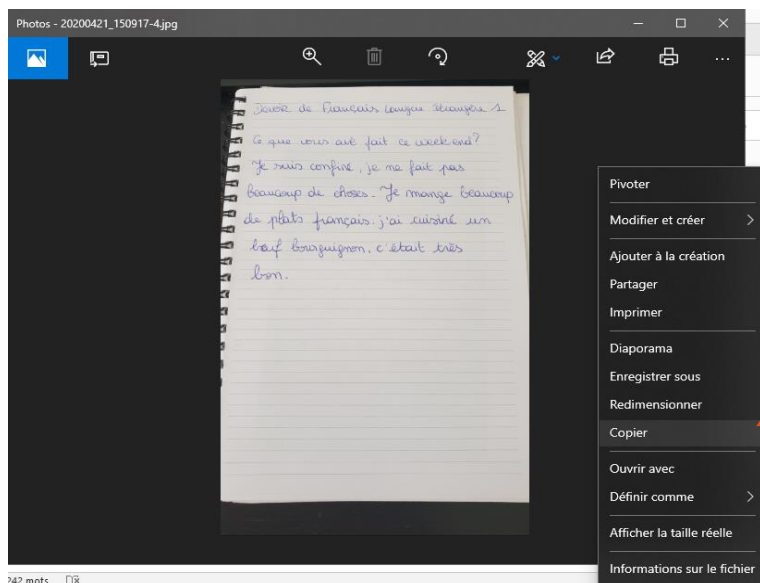 Photos - 20200421_150917-4.jpg
Devoir de Français Langue étrangère 1
Ce que vous avé fait ce week-end?
Je suis confiné, je ne fait pas
beaucoup de choses. Je mange beaucoup
de plats français. j'ai cuisiné un
bœuf bourguignon, c'était très
bon.
Pivoter
Modifier et créer
Ajouter à la création
Partager
Imprimer
Diaporama
Enregistrer sous
Redimensionner
Copier
Ouvrir avec
Définir comme
Afficher la taille réelle
Informations sur le fichier
242 mots